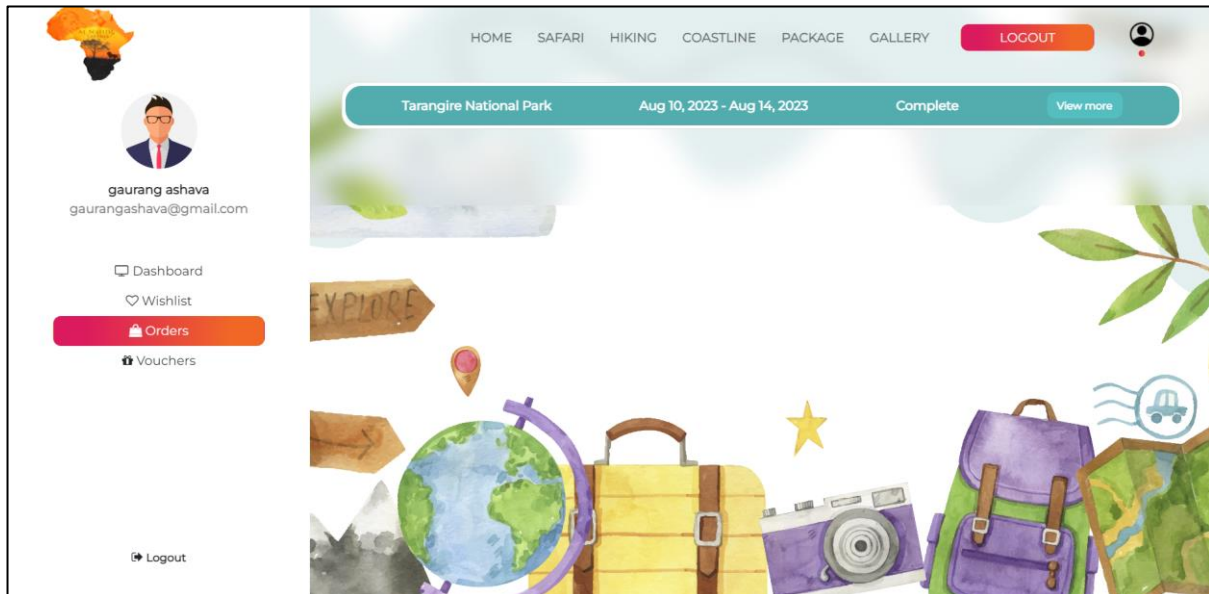 HOME SAFARI HIKING COASTLINE PACKAGE GALLERY LOGOUT
Tarangire National Park Aug 10, 2023 - Aug 14, 2023 Complete View more
gaurang ashava
gaurangashava@gmail.com
Dashboard
Wishlist
Orders
Vouchers
Logout
EXPLORE